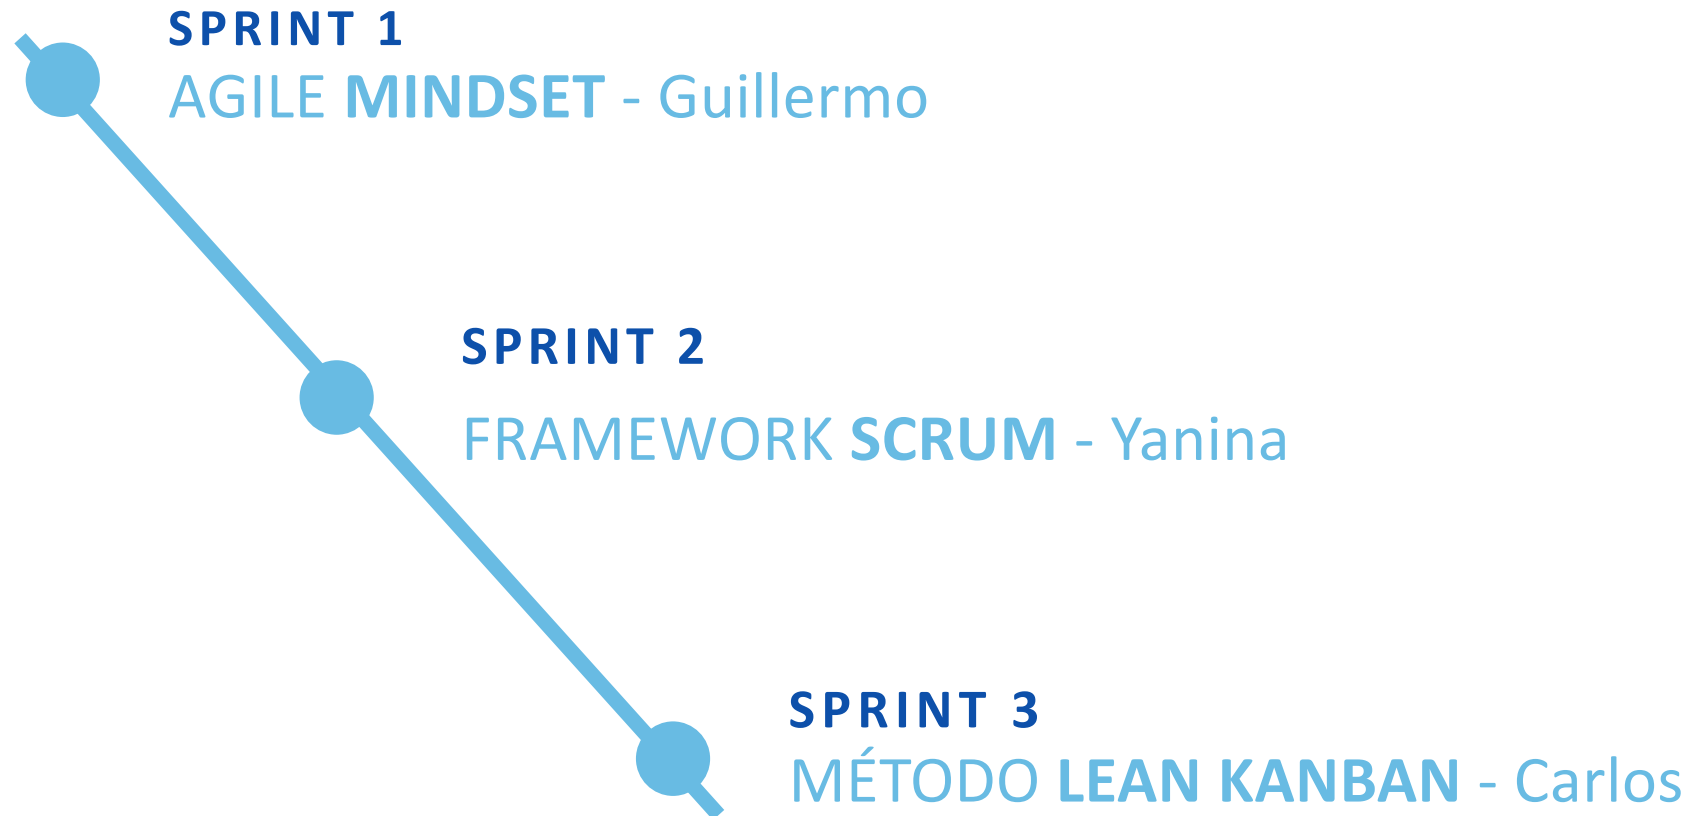 SPRINT 1
AGILE MINDSET - Guillermo
SPRINT 2
FRAMEWORK SCRUM - Yanina
SPRINT 3
MÉTODO LEAN KANBAN - Carlos